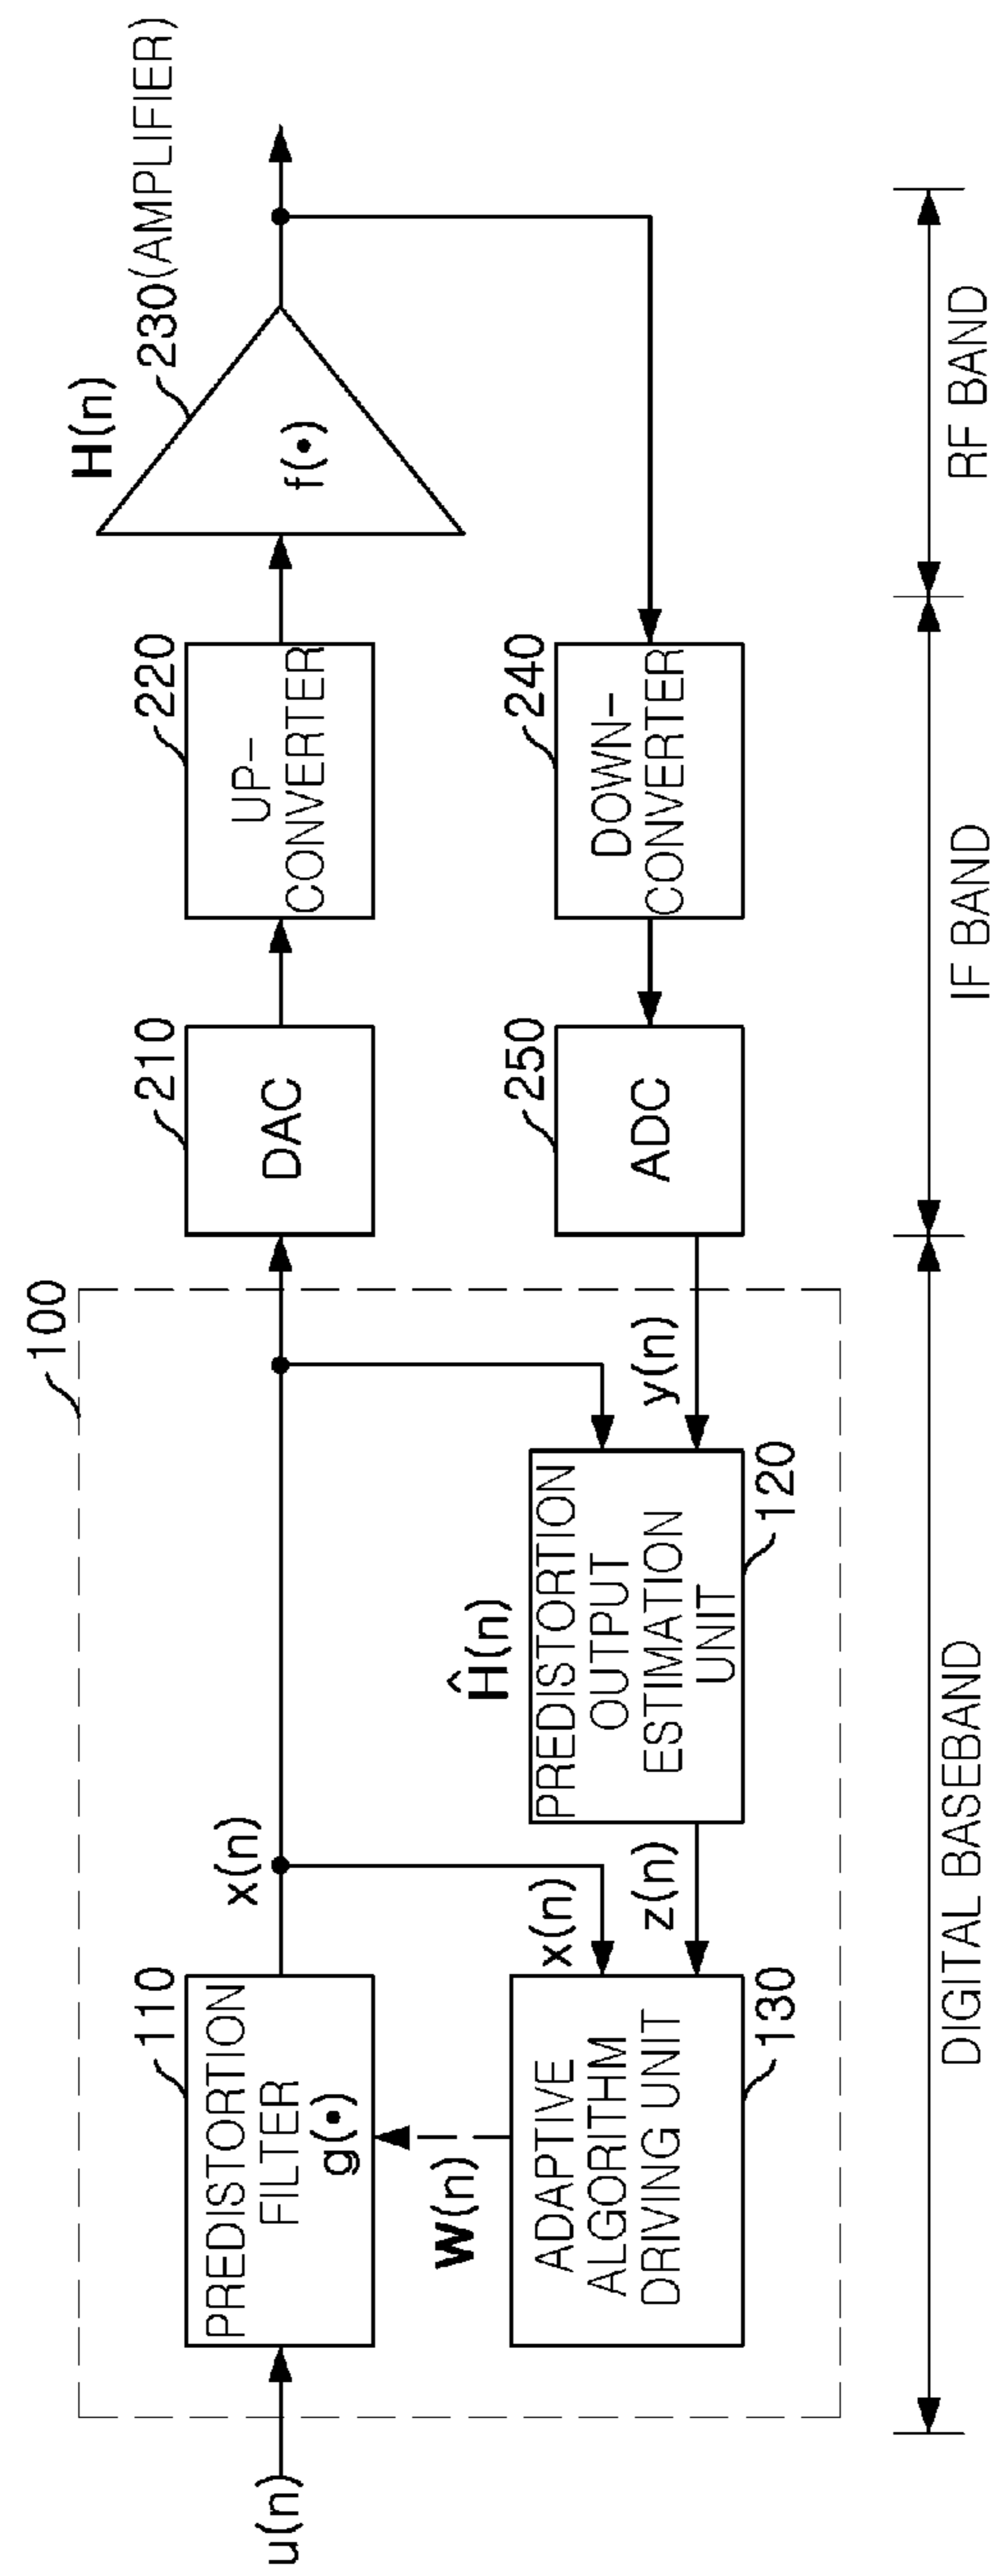 100
u(n)
110
PREDISTORTION
FILTER
g(•)
x(n)
210
DAC
220
UP-
CONVERTER
H(n)
230(AMPLIFIER)
f(•)
W(n)
ADAPTIVE
ALGORITHM
DRIVING UNIT
130
x(n)
z(n)
Ĥ(n)
PREDISTORTION
OUTPUT
ESTIMATION
UNIT
120
y(n)
250
ADC
240
DOWN-
CONVERTER
DIGITAL BASEBAND
IF BAND
RF BAND